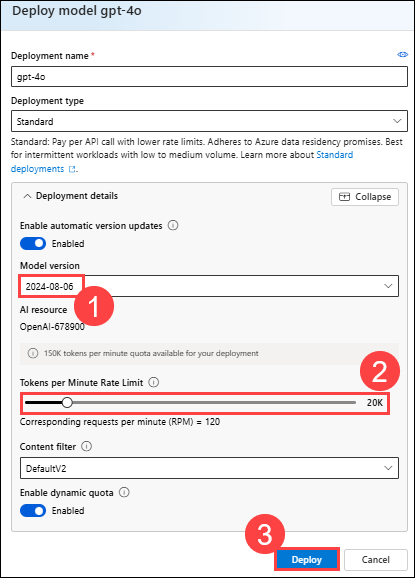 Deploy model gpt-4o
Deployment name *
gpt-4o
Deployment type
Standard
Standard: Pay per API call with lower rate limits. Adheres to Azure data residency promises. Best
for intermittent workloads with low to medium volume. Learn more about Standard
deployments
Deployment details
Collapse
Enable automatic version updates
Enabled
Model version
2024-08-06
1
AI resource
OpenAI-678900
150K tokens per minute quota available for your deployment
2
Tokens per Minute Rate Limit
20K
Corresponding requests per minute (RPM) = 120
Content filter
DefaultV2
Enable dynamic quota
Enabled
3
Deploy
Cancel